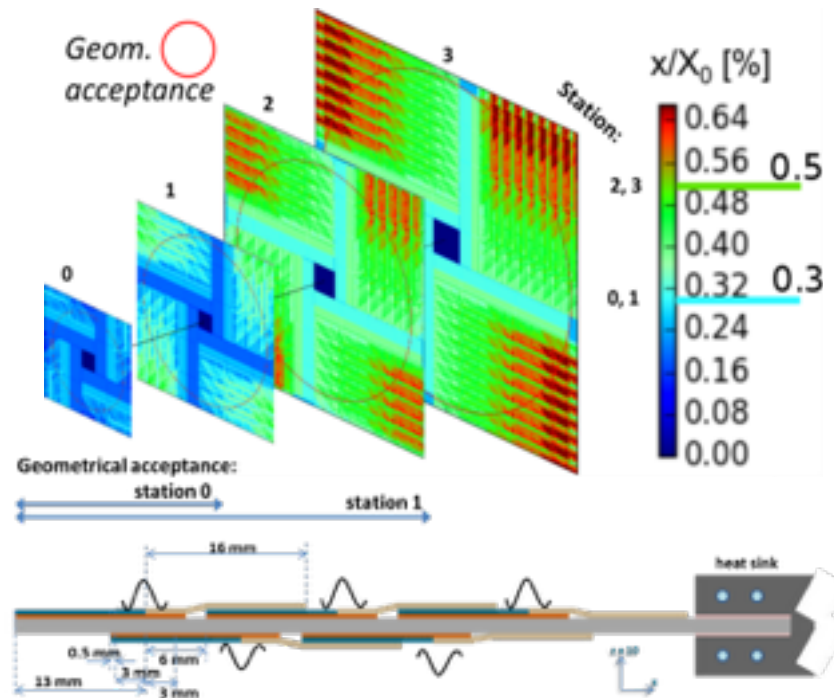 Geom.
acceptance
3
2
1
0
Station:
2, 3
0, 1
x/X₀ [%]
0.64
0.56
0.48
0.40
0.32
0.24
0.16
0.08
0.00
0.5
0.3
Geometrical acceptance:
station 0
station 1
16 mm
heat sink
0.5 mm
6 mm
3 mm
13 mm
3 mm
z×10
x